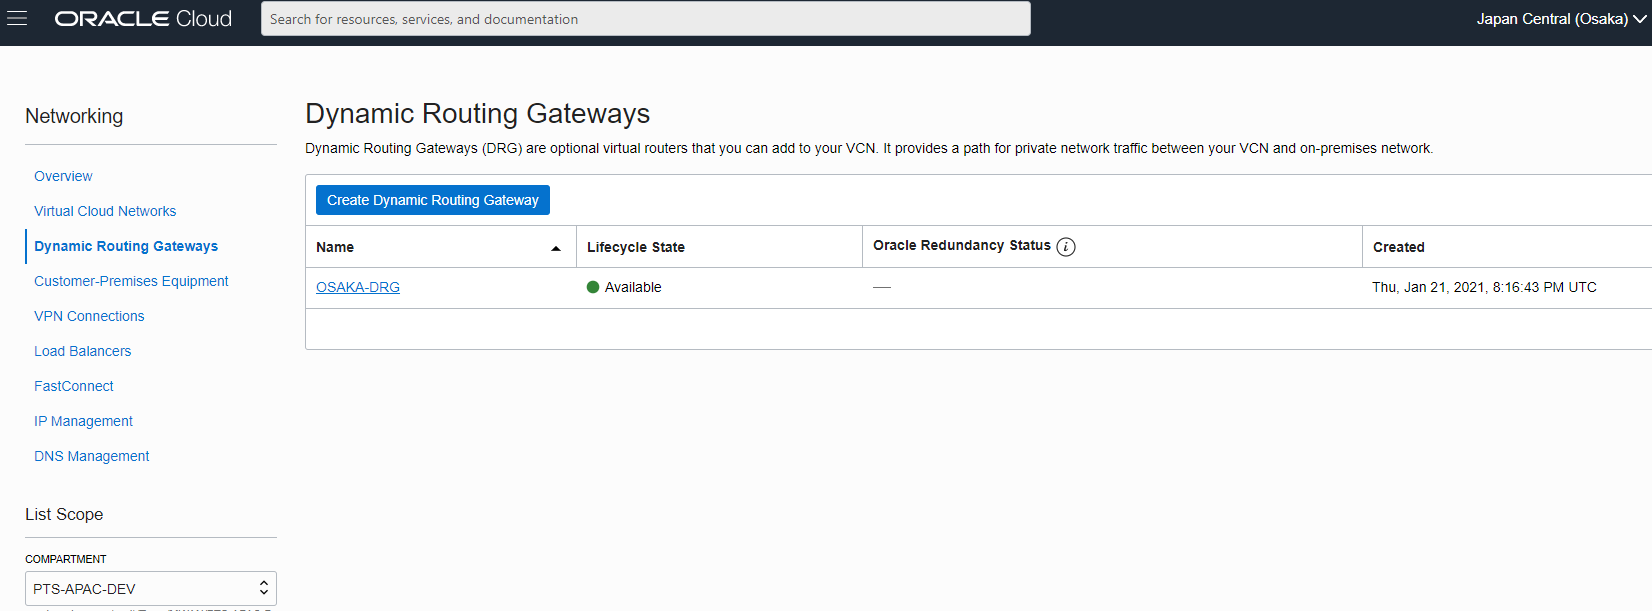 ORACLE Cloud
Search for resources, services, and documentation
Japan Central (Osaka)
Networking
Overview
Virtual Cloud Networks
Dynamic Routing Gateways
Customer-Premises Equipment
VPN Connections
Load Balancers
FastConnect
IP Management
DNS Management
List Scope
COMPARTMENT
PTS-APAC-DEV
Dynamic Routing Gateways
Dynamic Routing Gateways (DRG) are optional virtual routers that you can add to your VCN. It provides a path for private network traffic between your VCN and on-premises network.
Create Dynamic Routing Gateway
Name Lifecycle State Oracle Redundancy Status i Created
OSAKA-DRG Available — Thu, Jan 21, 2021, 8:16:43 PM UTC